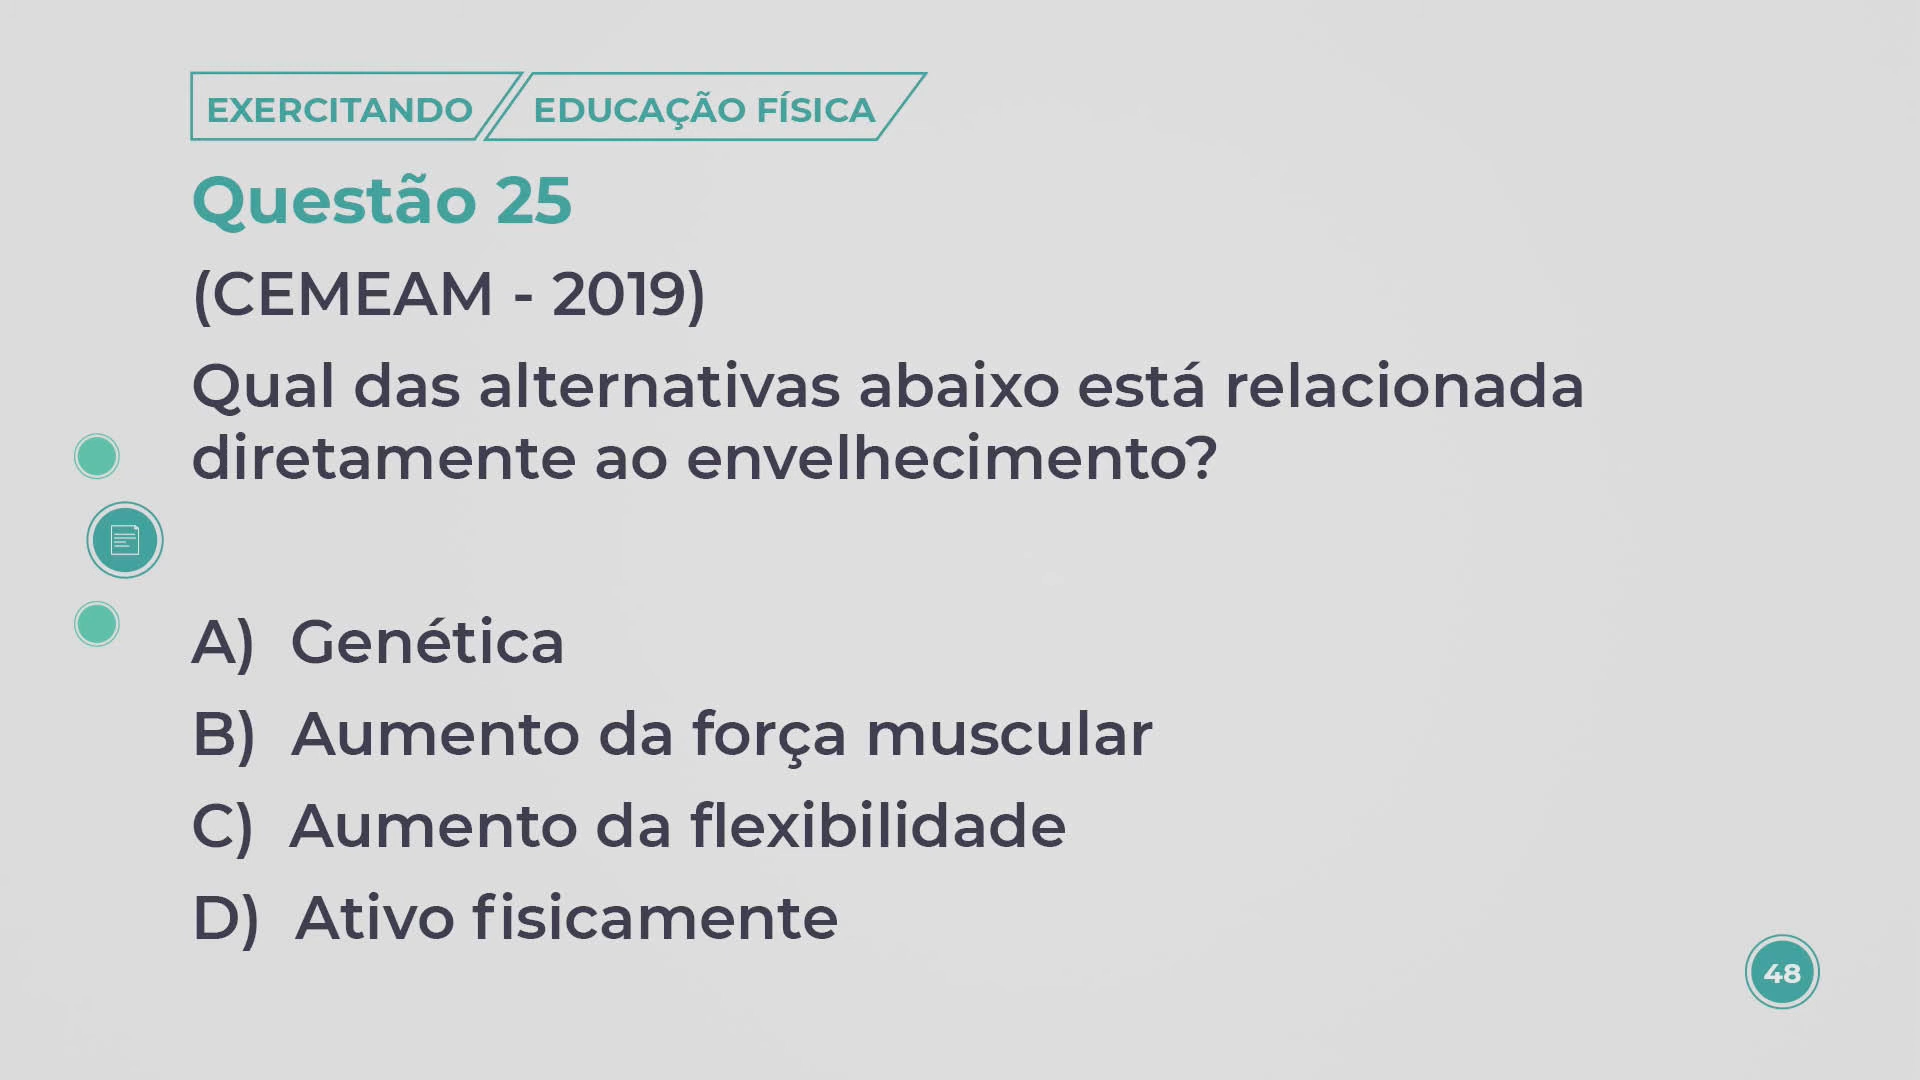 EXERCITANDO EDUCAÇÃO FÍSICA
Questão 25
(CEMEAM - 2019)
Qual das alternativas abaixo está relacionada
diretamente ao envelhecimento?
A) Genética
B) Aumento da força muscular
C) Aumento da flexibilidade
D) Ativo fisicamente
48